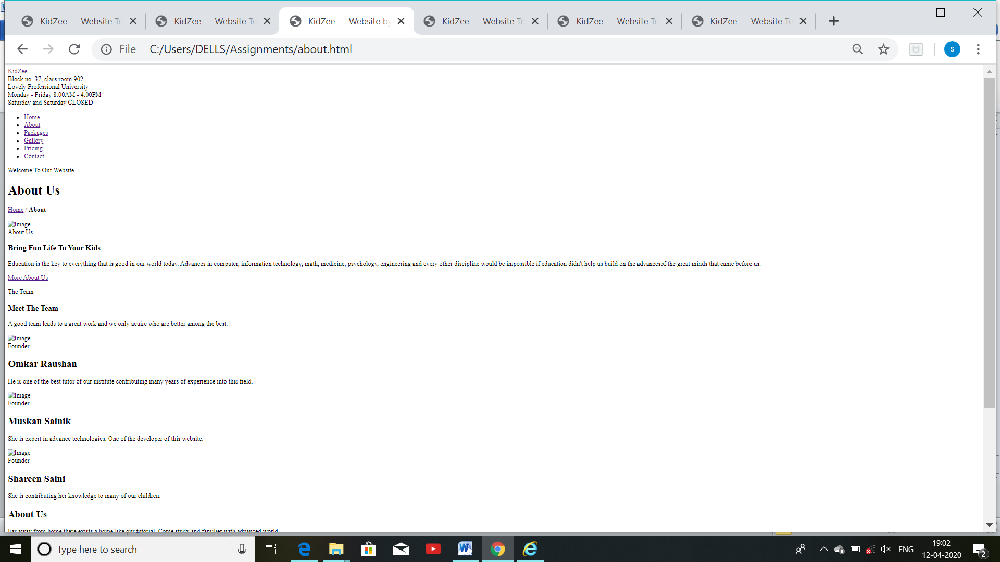 KidZee — Website Te
KidZee — Website Te
KidZee — Website by
KidZee — Website Te
KidZee — Website Te
KidZee — Website Te
File C:/Users/DELLS/Assignments/about.html
S
KidZee
Block no. 37, class room 902
Lovely Professional University
Monday - Friday 8:00AM - 4:00PM
Saturday and Saturday CLOSED
Home
About
Packages
Gallery
Pricing
Contact
Welcome To Our Website
About Us
Home / About
Image
About Us
Bring Fun Life To Your Kids
Education is the key to everything that is good in our world today. Advances in computer, information technology, math, medicine, psychology, engineering and every other discipline would be impossible if education didn't help us build on the advancesof the great minds that came before us.
More About Us
The Team
Meet The Team
A good team leads to a great work and we only acuire who are better among the best.
Image
Founder
Omkar Raushan
He is one of the best tutor of our institute contributing many years of experience into this field.
Image
Founder
Muskan Sainik
She is expert in advance technologies. One of the developer of this website.
Image
Founder
Shareen Saini
She is contributing her knowledge to many of our children.
About Us
Far away from home there exists a home like our tutorial. Come study and familier with advanced world.
Type here to search
ENG
19:02
12-04-2020
2